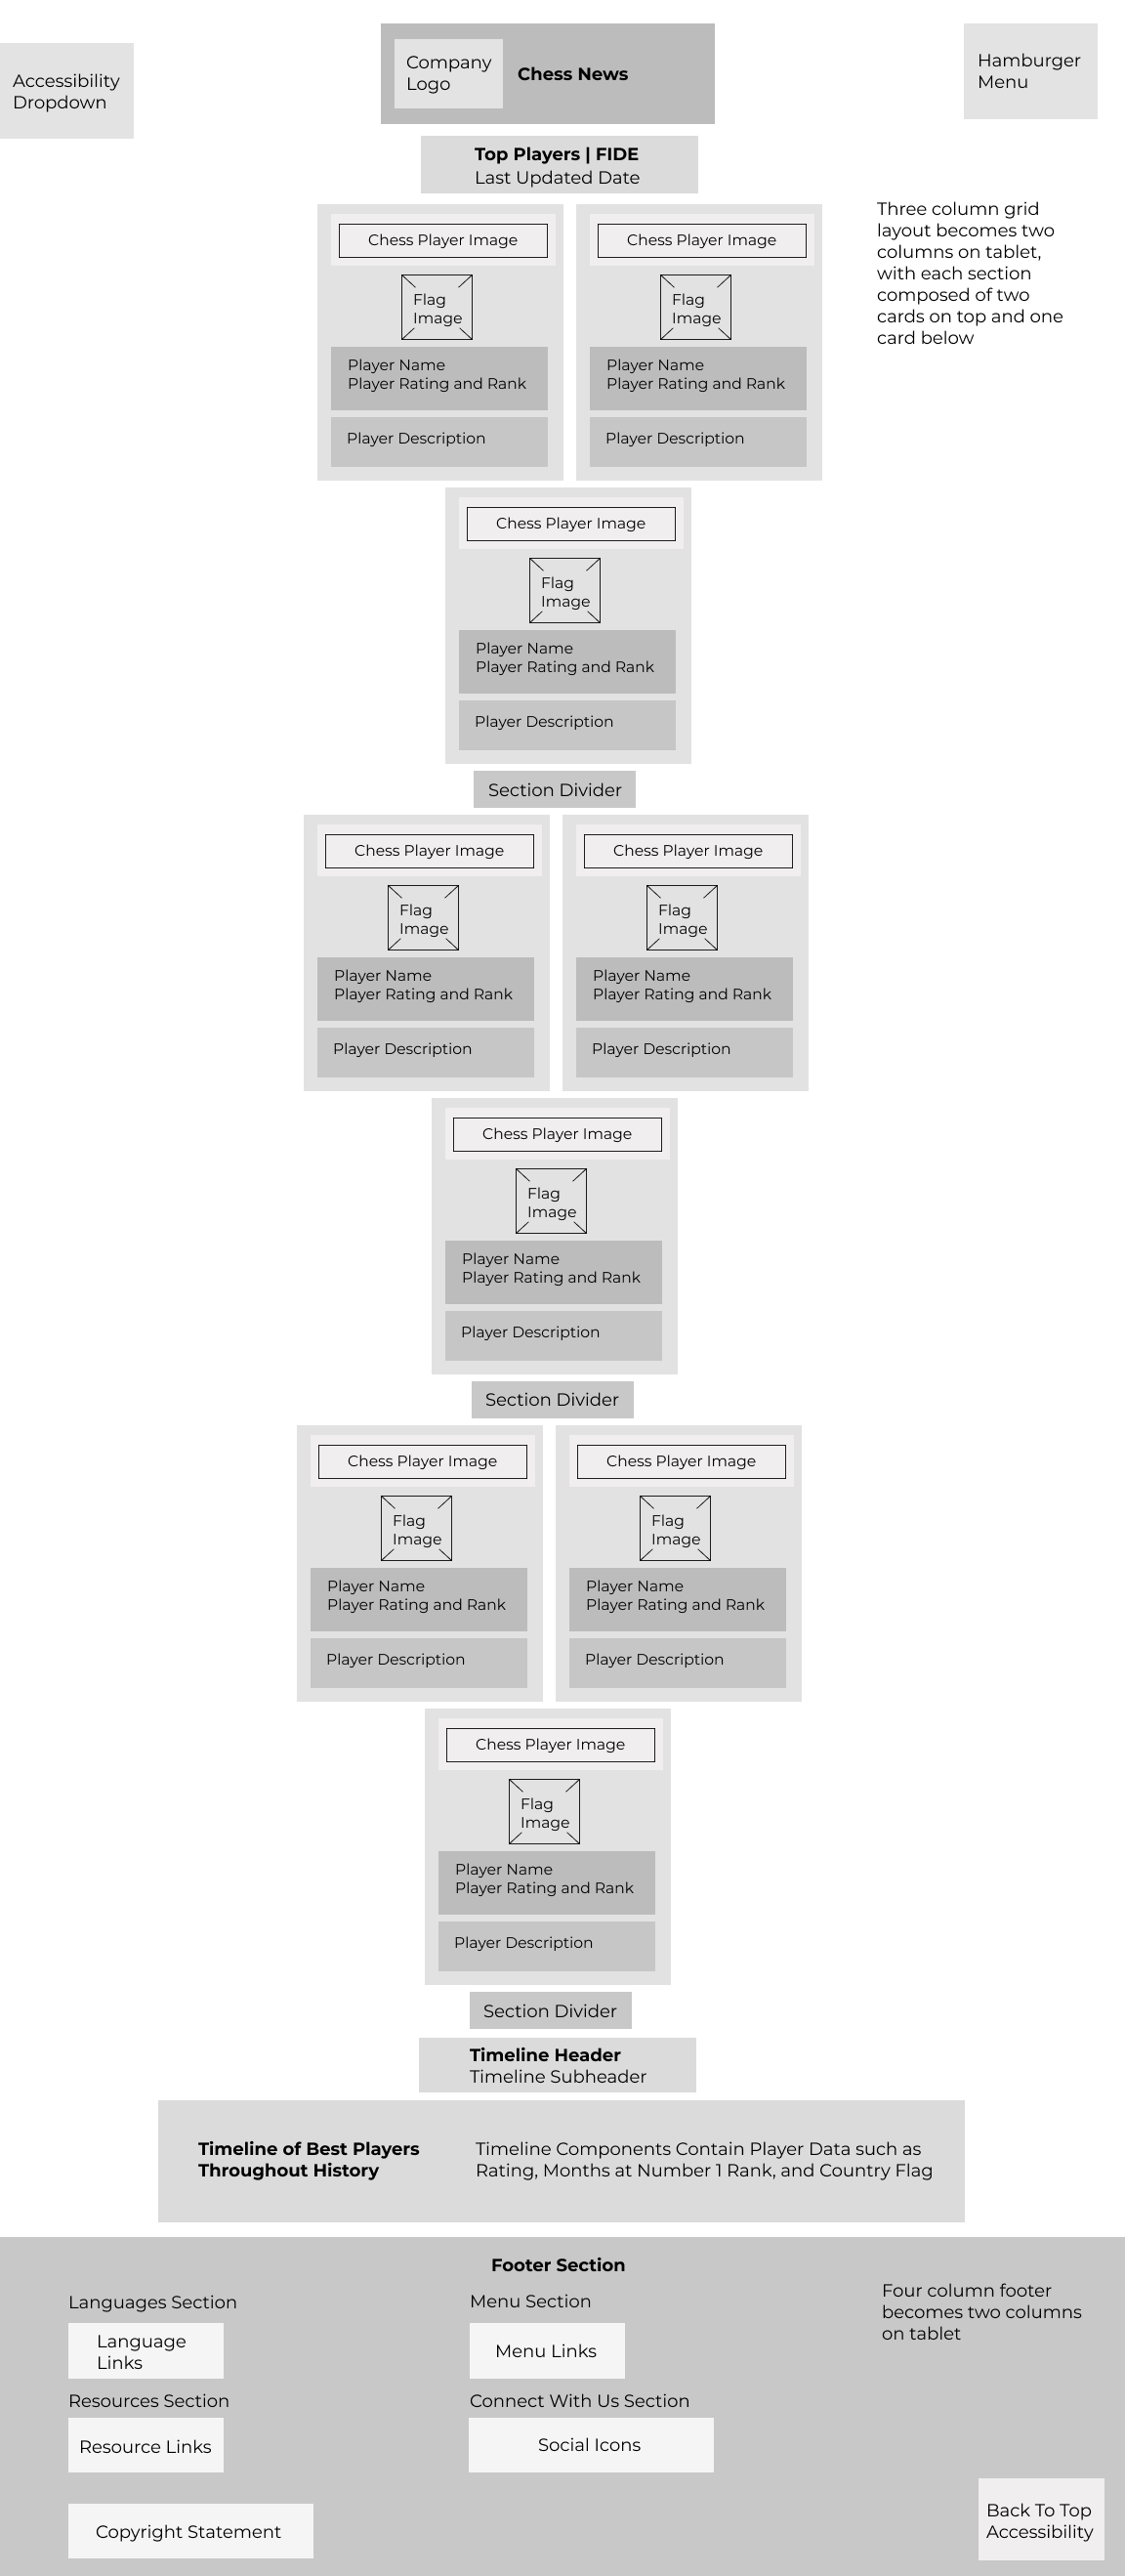 Accessibility
Dropdown
Company
Logo
Chess News
Hamburger
Menu
Top Players | FIDE
Last Updated Date
Three column grid
layout becomes two
columns on tablet,
with each section
composed of two
cards on top and one
card below
Chess Player Image
Flag
Image
Player Name
Player Rating and Rank
Player Description
Chess Player Image
Flag
Image
Player Name
Player Rating and Rank
Player Description
Chess Player Image
Flag
Image
Player Name
Player Rating and Rank
Player Description
Section Divider
Chess Player Image
Flag
Image
Player Name
Player Rating and Rank
Player Description
Chess Player Image
Flag
Image
Player Name
Player Rating and Rank
Player Description
Chess Player Image
Flag
Image
Player Name
Player Rating and Rank
Player Description
Section Divider
Chess Player Image
Flag
Image
Player Name
Player Rating and Rank
Player Description
Chess Player Image
Flag
Image
Player Name
Player Rating and Rank
Player Description
Chess Player Image
Flag
Image
Player Name
Player Rating and Rank
Player Description
Section Divider
Timeline Header
Timeline Subheader
Timeline of Best Players
Throughout History
Timeline Components Contain Player Data such as
Rating, Months at Number 1 Rank, and Country Flag
Footer Section
Languages Section
Language
Links
Menu Section
Menu Links
Four column footer
becomes two columns
on tablet
Resources Section
Resource Links
Connect With Us Section
Social Icons
Copyright Statement
Back To Top
Accessibility